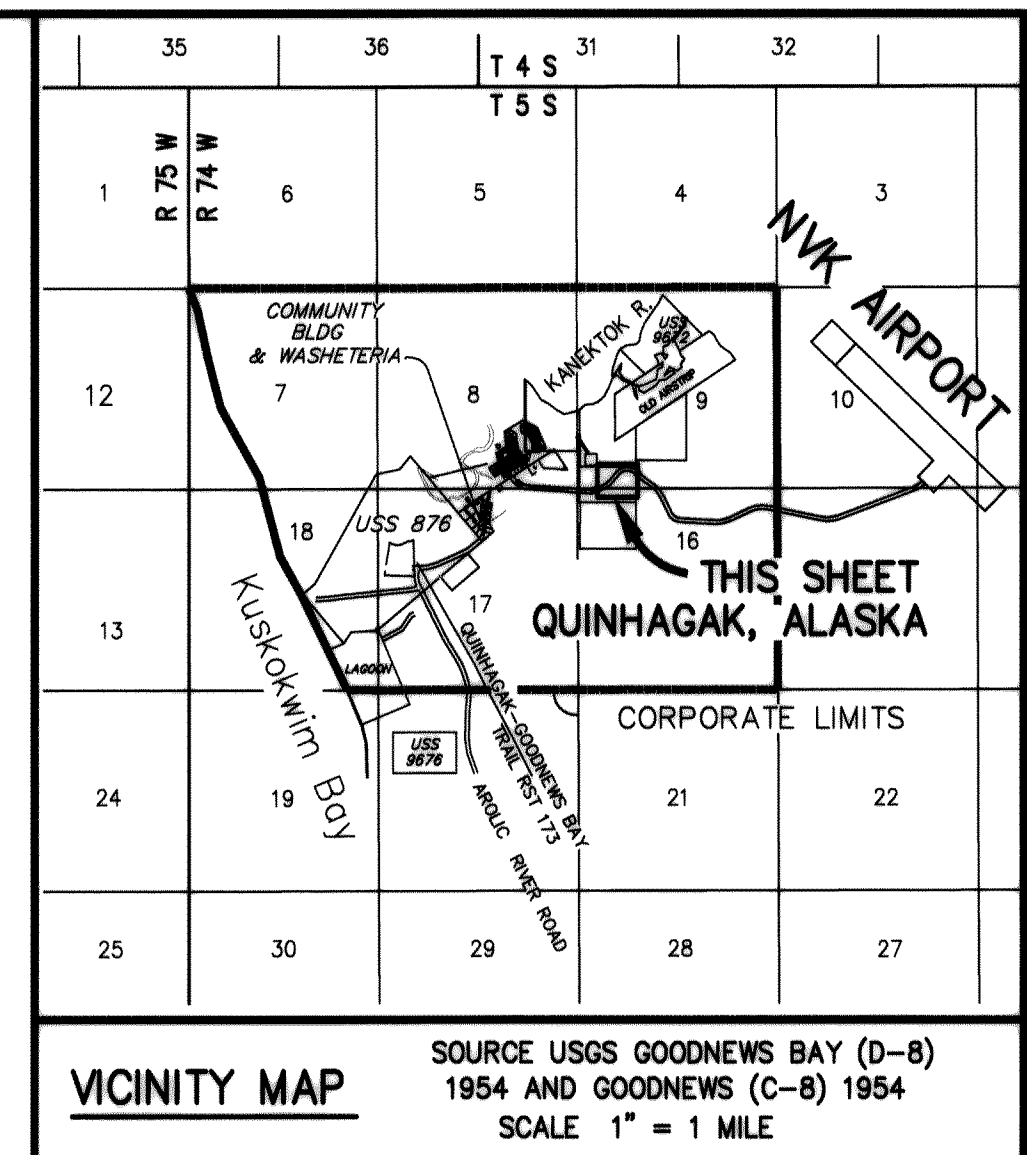 35 36 31 32
T 4 S
T 5 S
R 75 W
R 74 W
1 6 5 4 3
NVK AIRPORT
COMMUNITY
BLDG
& WASHETERIA
KANEKTOK R.
USS
9672
OLD AIRSTRIP
12 7 8 9 10
18 USS 876 16
THIS SHEET
QUINHAGAK, ALASKA
13 17
Kuskokwim Bay
LAGOON
QUINHAGAK-GOODNEWS BAY
TRAIL RST 173
CORPORATE LIMITS
USS
9676
AROLIC RIVER ROAD
24 19 21 22
25 30 29 28 27
VICINITY MAP
SOURCE USGS GOODNEWS BAY (D-8)
1954 AND GOODNEWS (C-8) 1954
SCALE 1" = 1 MILE